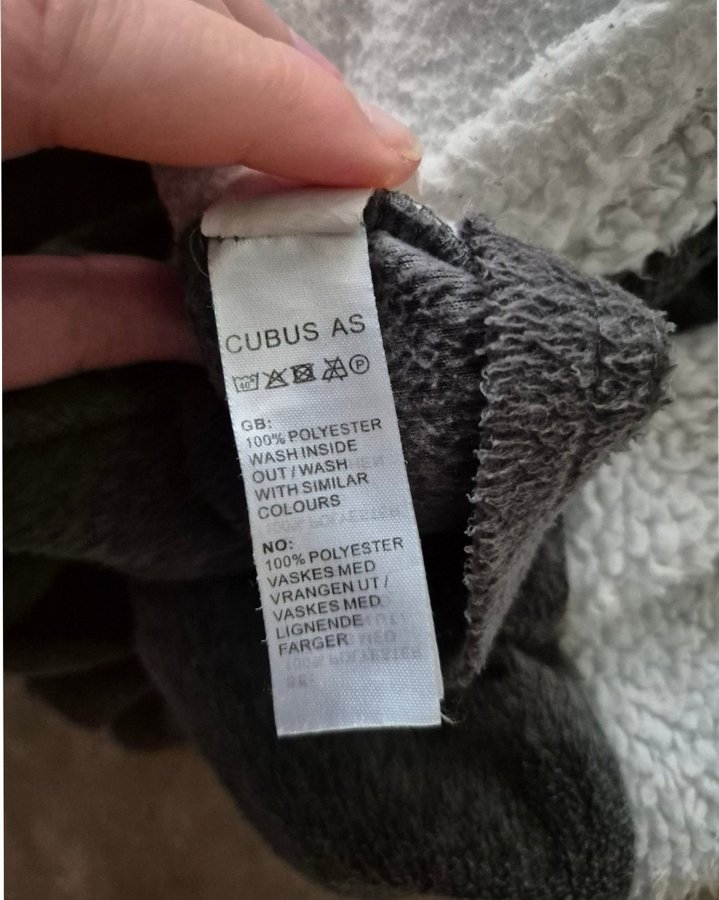 CUBUS AS
40° P
GB:
100% POLYESTER
WASH INSIDE
OUT / WASH
WITH SIMILAR
COLOURS
NO:
100% POLYESTER
VASKES MED
VRANGEN UT /
VASKES MED
LIGNENDE
FARGER